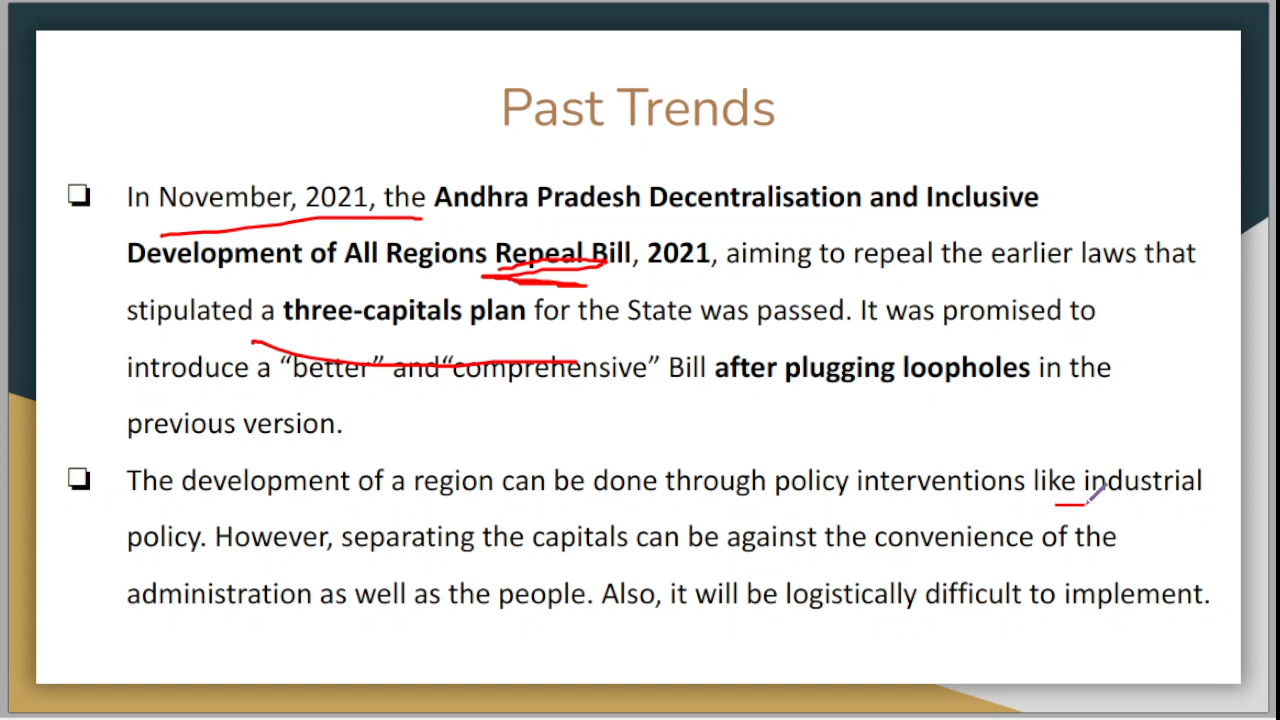 Past Trends
In November, 2021, the Andhra Pradesh Decentralisation and Inclusive
Development of All Regions Repeal Bill, 2021, aiming to repeal the earlier laws that
stipulated a three-capitals plan for the State was passed. It was promised to
introduce a “better” and“comprehensive” Bill after plugging loopholes in the
previous version.
The development of a region can be done through policy interventions like industrial
policy. However, separating the capitals can be against the convenience of the
administration as well as the people. Also, it will be logistically difficult to implement.